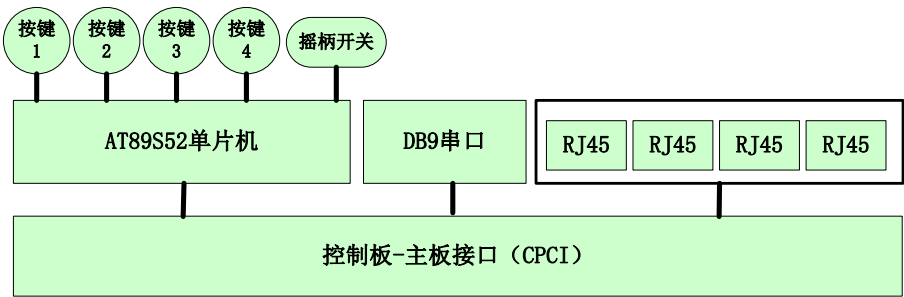 按键
1
按键
2
按键
3
按键
4
摇柄开关
AT89S52单片机
DB9串口
RJ45
RJ45
RJ45
RJ45
控制板-主板接口（CPCI）